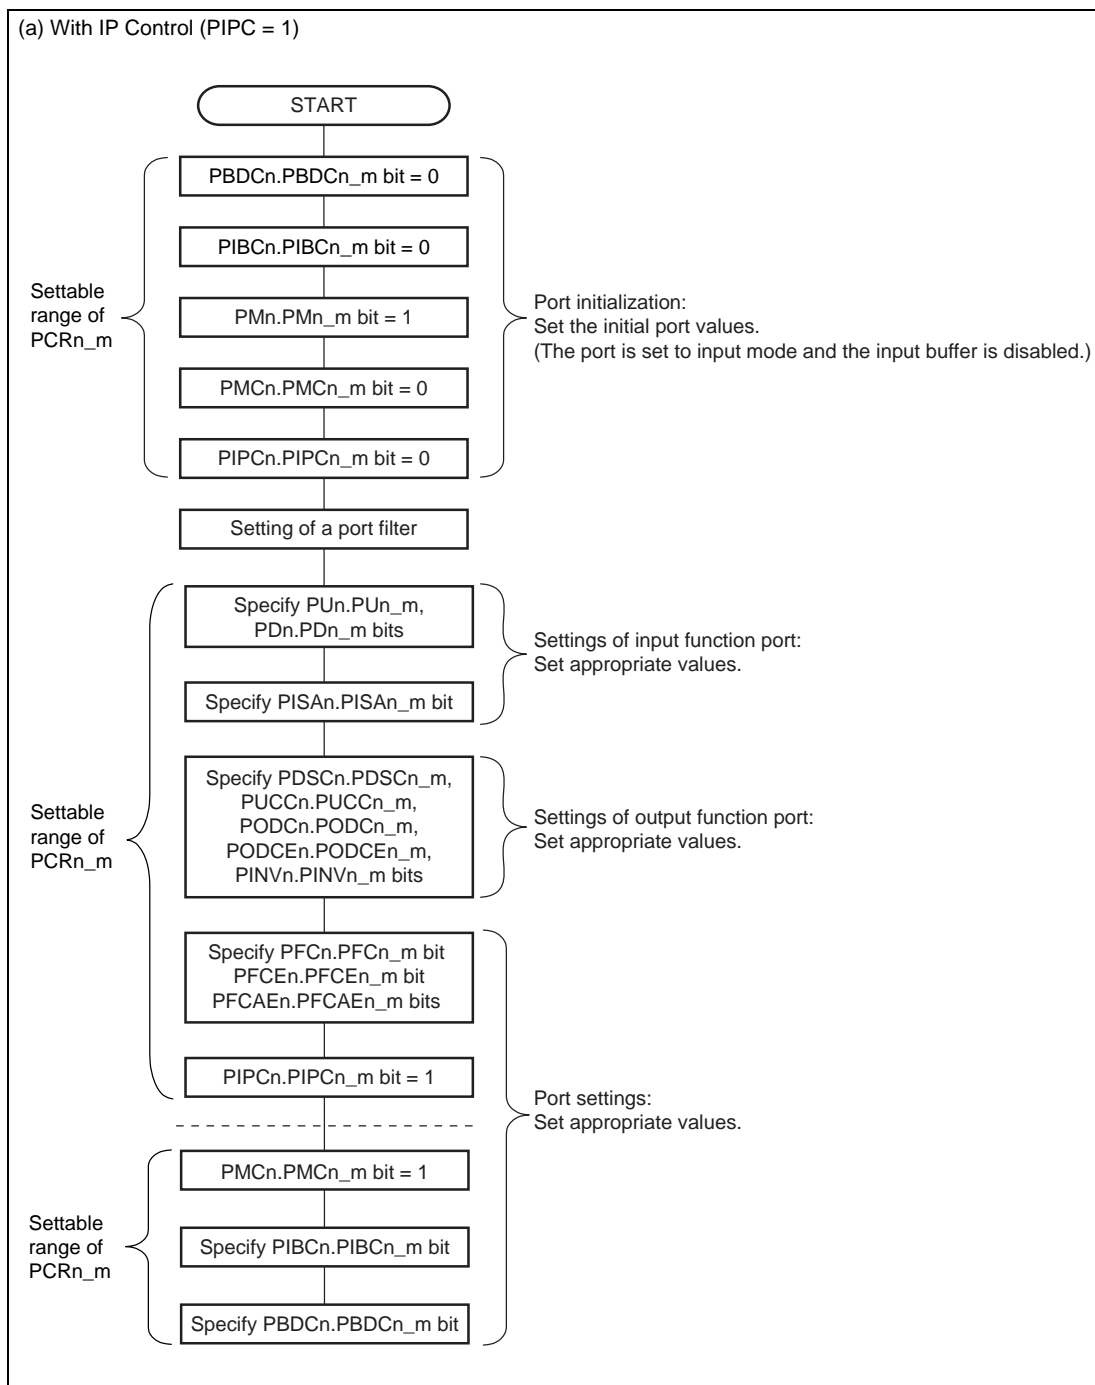 (a) With IP Control (PIPC = 1)
START
PBDCn.PBDCn_m bit = 0
PIBCn.PIBCn_m bit = 0
Settable
range of
PCRn_m
PMn.PMn_m bit = 1
Port initialization:
Set the initial port values.
(The port is set to input mode and the input buffer is disabled.)
PMCn.PMCn_m bit = 0
PIPCn.PIPCn_m bit = 0
Setting of a port filter
Specify PUn.PUn_m,
PDn.PDn_m bits
Settings of input function port:
Set appropriate values.
Specify PISAn.PISAn_m bit
Settable
range of
PCRn_m
Specify PDSCn.PDSCn_m,
PUCCn.PUCCn_m,
PODCn.PODCn_m,
PODCEn.PODCEn_m,
PINVn.PINVn_m bits
Settings of output function port:
Set appropriate values.
Specify PFCn.PFCn_m bit
PFCEn.PFCEn_m bit
PFCAEn.PFCAEn_m bits
PIPCn.PIPCn_m bit = 1
Port settings:
Set appropriate values.
PMCn.PMCn_m bit = 1
Settable
range of
PCRn_m
Specify PIBCn.PIBCn_m bit
Specify PBDCn.PBDCn_m bit